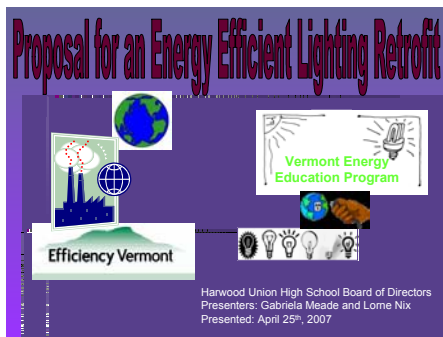 Proposal for an Energy Efficient Lighting Retrofit
Vermont Energy
Education Program
Efficiency Vermont
Harwood Union High School Board of Directors
Presenters: Gabriela Meade and Lorne Nix
Presented: April 25th, 2007